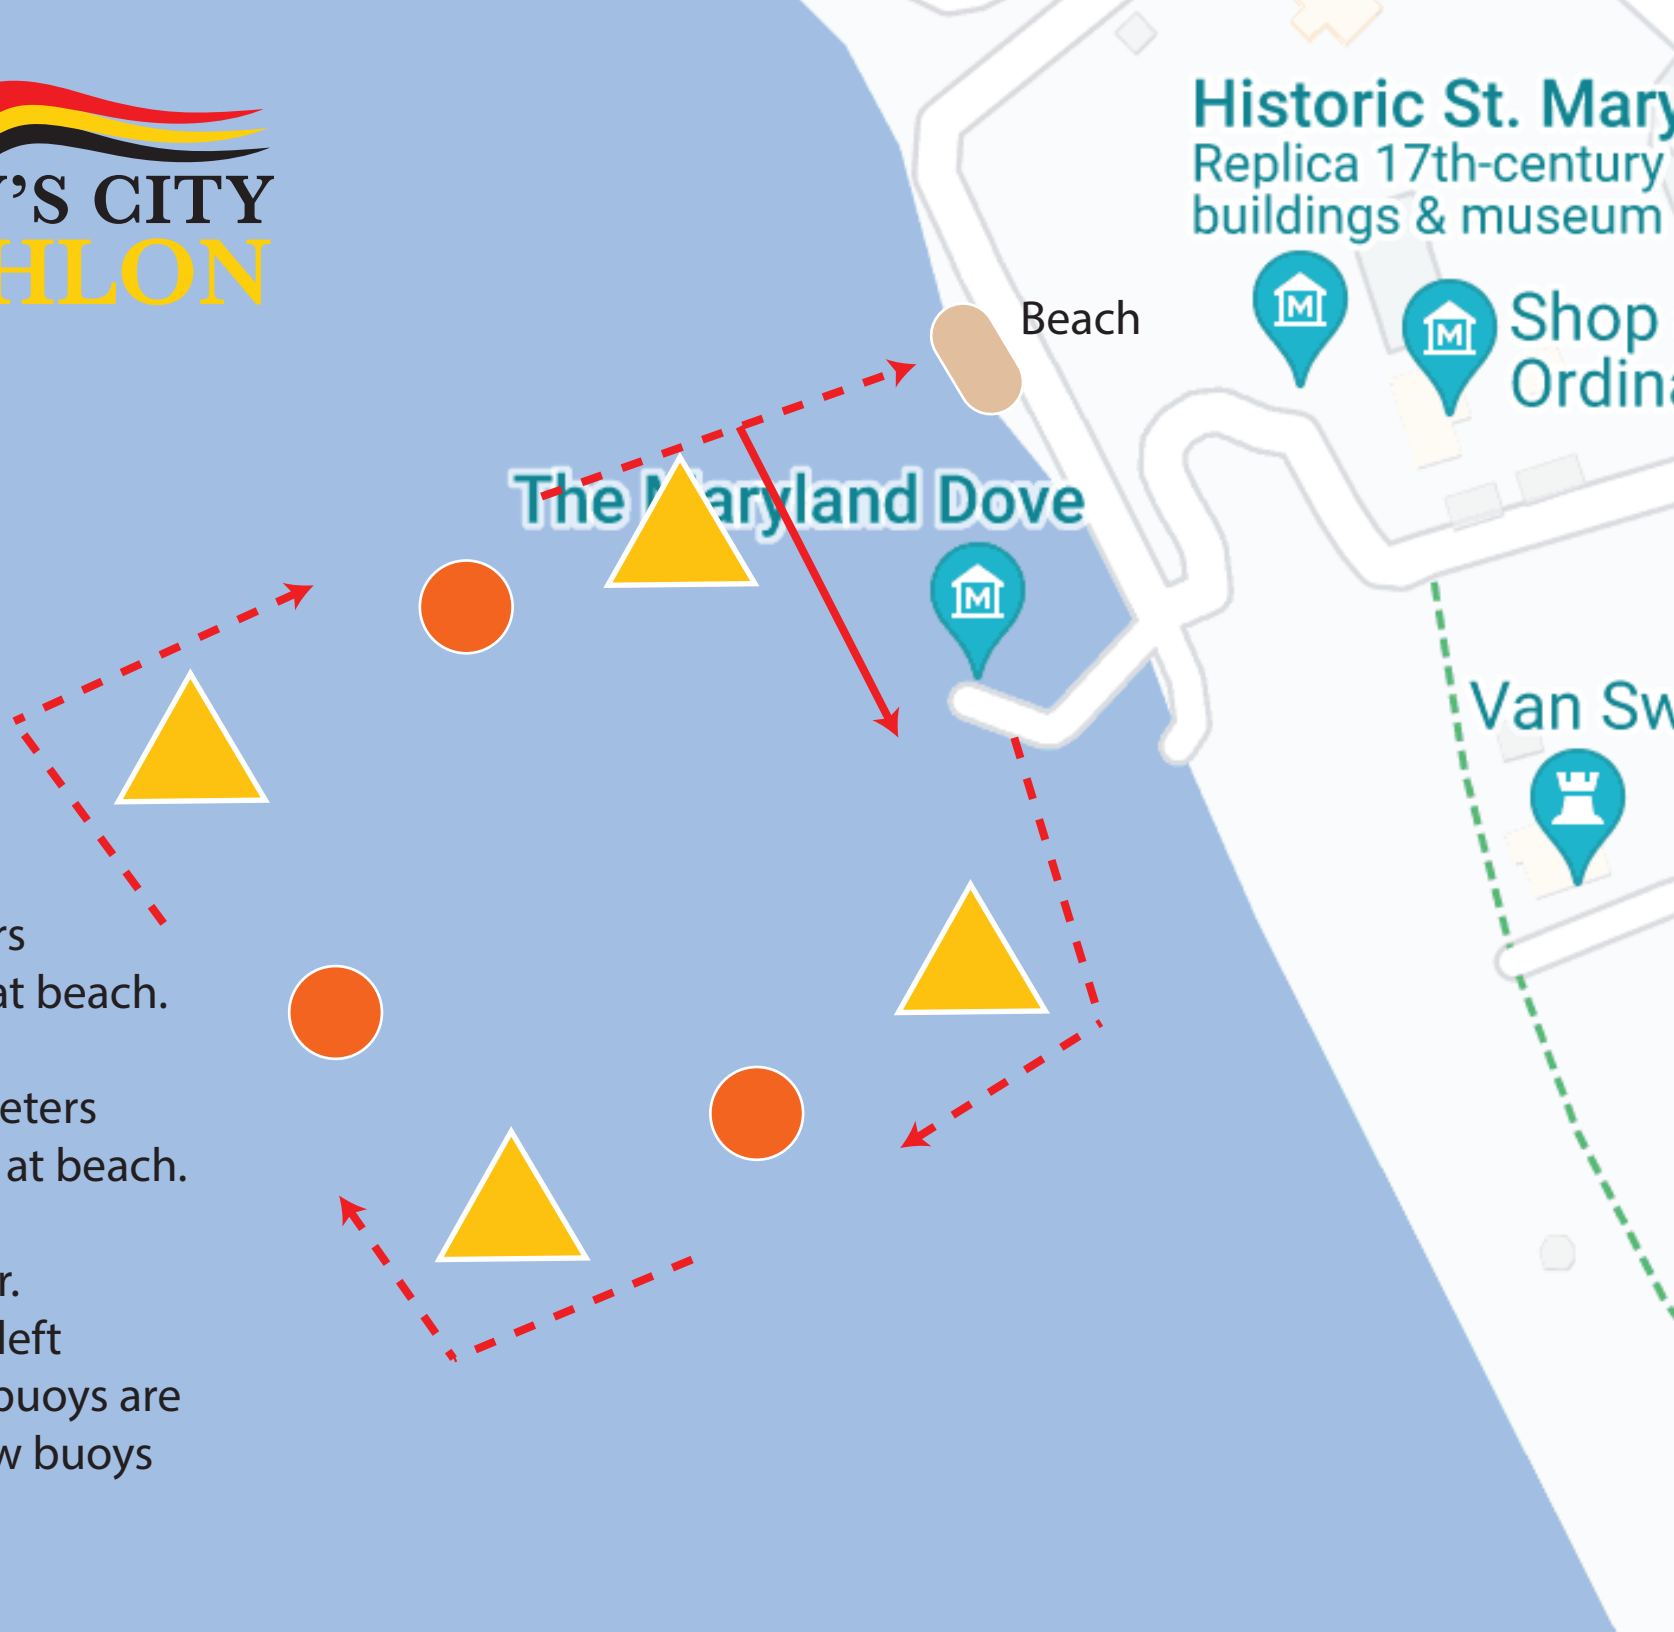 Y’S CITY
HLON
Historic St. Mary
Replica 17th-century
buildings & museum
Shop
Ordina
Beach
The Maryland Dove
Van Sw
rs
at beach.
eters
at beach.
r.
left
buoys are
w buoys